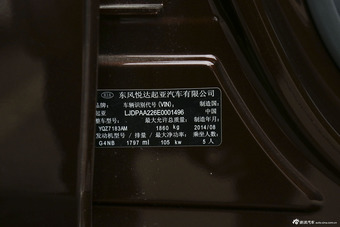 东风悦达起亚汽车有限公司
品牌: 车辆识别代号(VIN): 制造国:
起亚 LJDPAA226E0001496 中国
整车型号: 最大允许总质量: 制造年月:
YQZ7183AM 1860 kg 2014/08
发动机型号/ 排量 / 最大净功率: 乘坐人数:
G4NB 1797 ml 105 kw 5 人